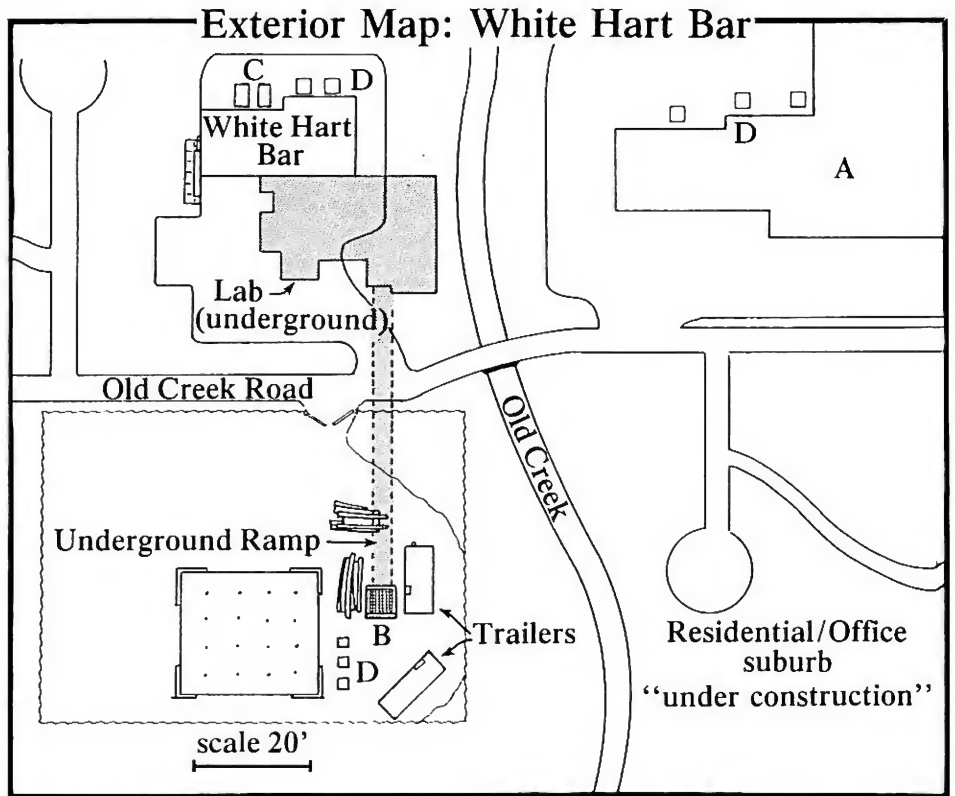 Exterior Map: White Hart Bar
C
D
White Hart
Bar
D
A
Lab
(underground)
Old Creek Road
Old Creek
Underground Ramp
B
Trailers
D
Residential/Office
suburb
“under construction”
scale 20'